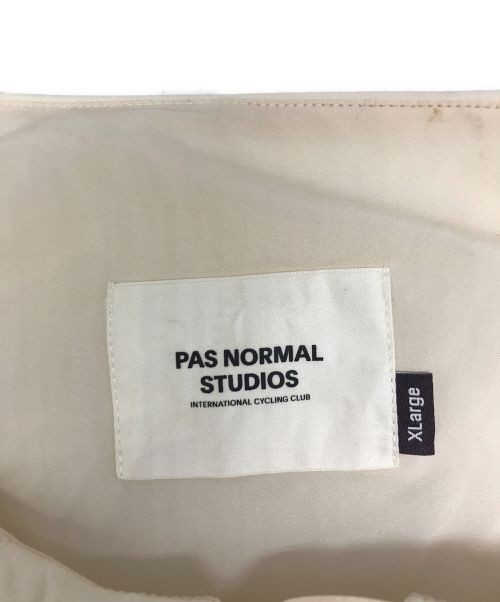 PAS NORMAL
STUDIOS
INTERNATIONAL CYCLING CLUB
XLarge